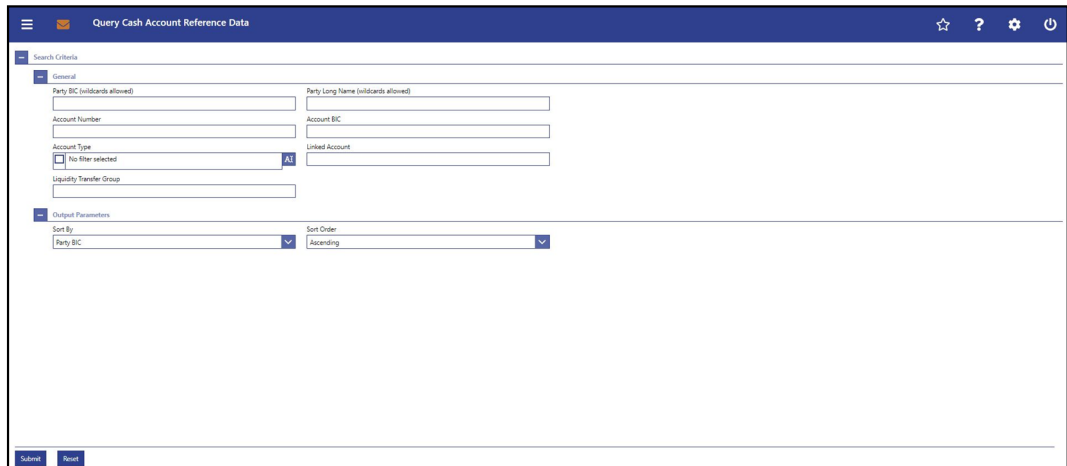 Query Cash Account Reference Data
Search Criteria
General
Party BIC (wildcards allowed) Party Long Name (wildcards allowed)
Account Number Account BIC
Account Type Linked Account
No filter selected AI
Liquidity Transfer Group
Output Parameters
Sort By Sort Order
Party BIC Ascending
Submit Reset